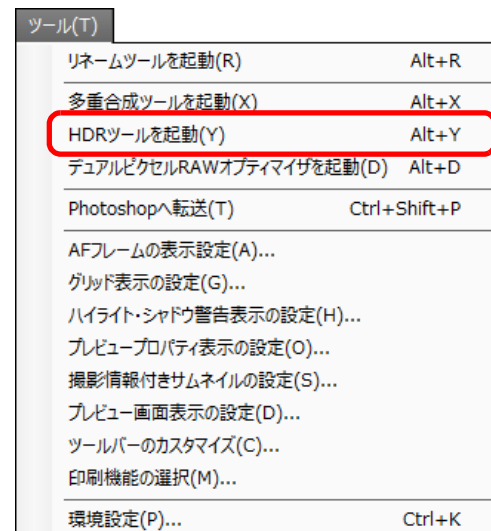 ツール(T)
リネームツールを起動(R) Alt+R
多重合成ツールを起動(X) Alt+X
HDRツールを起動(Y) Alt+Y
デュアルピクセルRAWオプティマイザを起動(D) Alt+D
Photoshopへ転送(T) Ctrl+Shift+P
AFフレームの表示設定(A)...
グリッド表示の設定(G)...
ハイライト・シャドウ警告表示の設定(H)...
プレビュープロパティ表示の設定(O)...
撮影情報付きサムネイルの設定(S)...
プレビュー画面表示の設定(D)...
ツールバーのカスタマイズ(C)...
印刷機能の選択(M)...
環境設定(P)... Ctrl+K